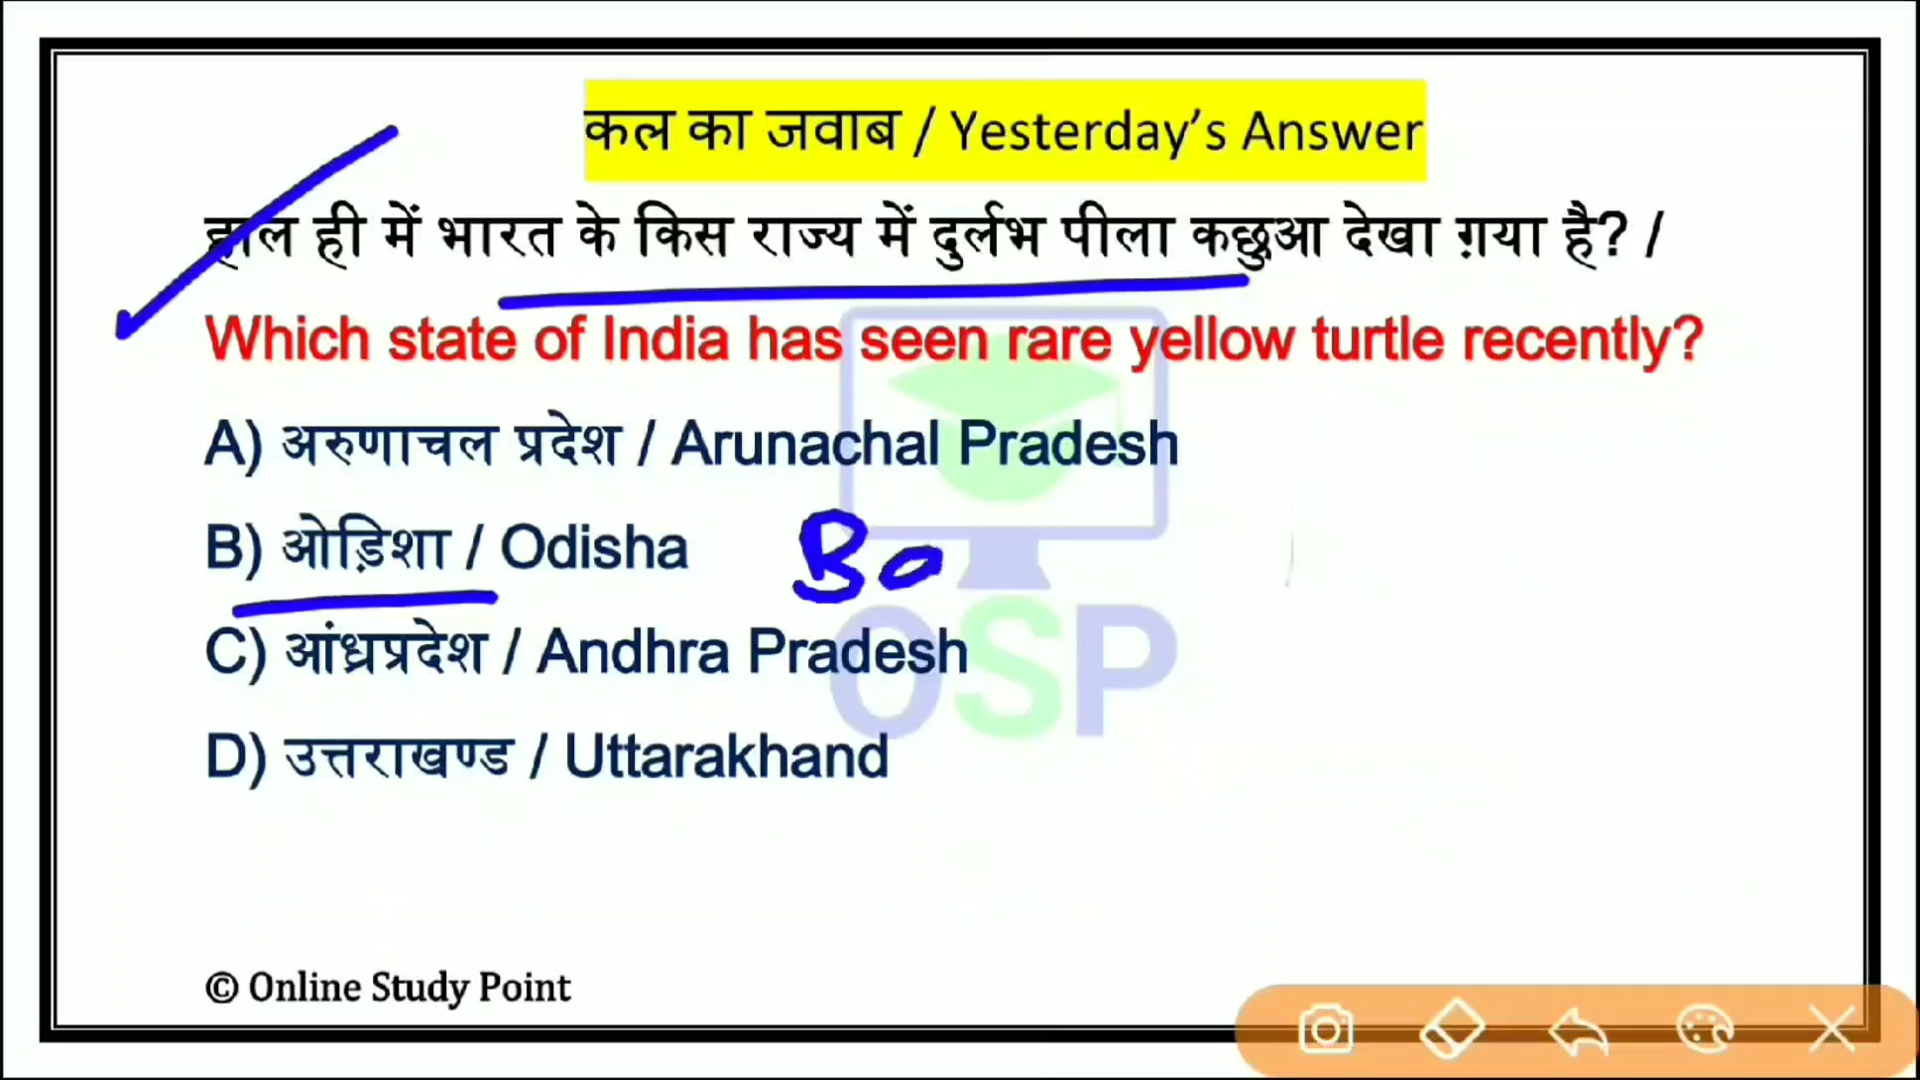 कल का जवाब / Yesterday’s Answer
हाल ही में भारत के किस राज्य में दुर्लभ पीला कछुआ देखा ग़या है? /
Which state of India has seen rare yellow turtle recently?
A) अरुणाचल प्रदेश / Arunachal Pradesh
B) ओड़िशा / Odisha
C) आंध्रप्रदेश / Andhra Pradesh
OSP
D) उत्तराखण्ड / Uttarakhand
© Online Study Point